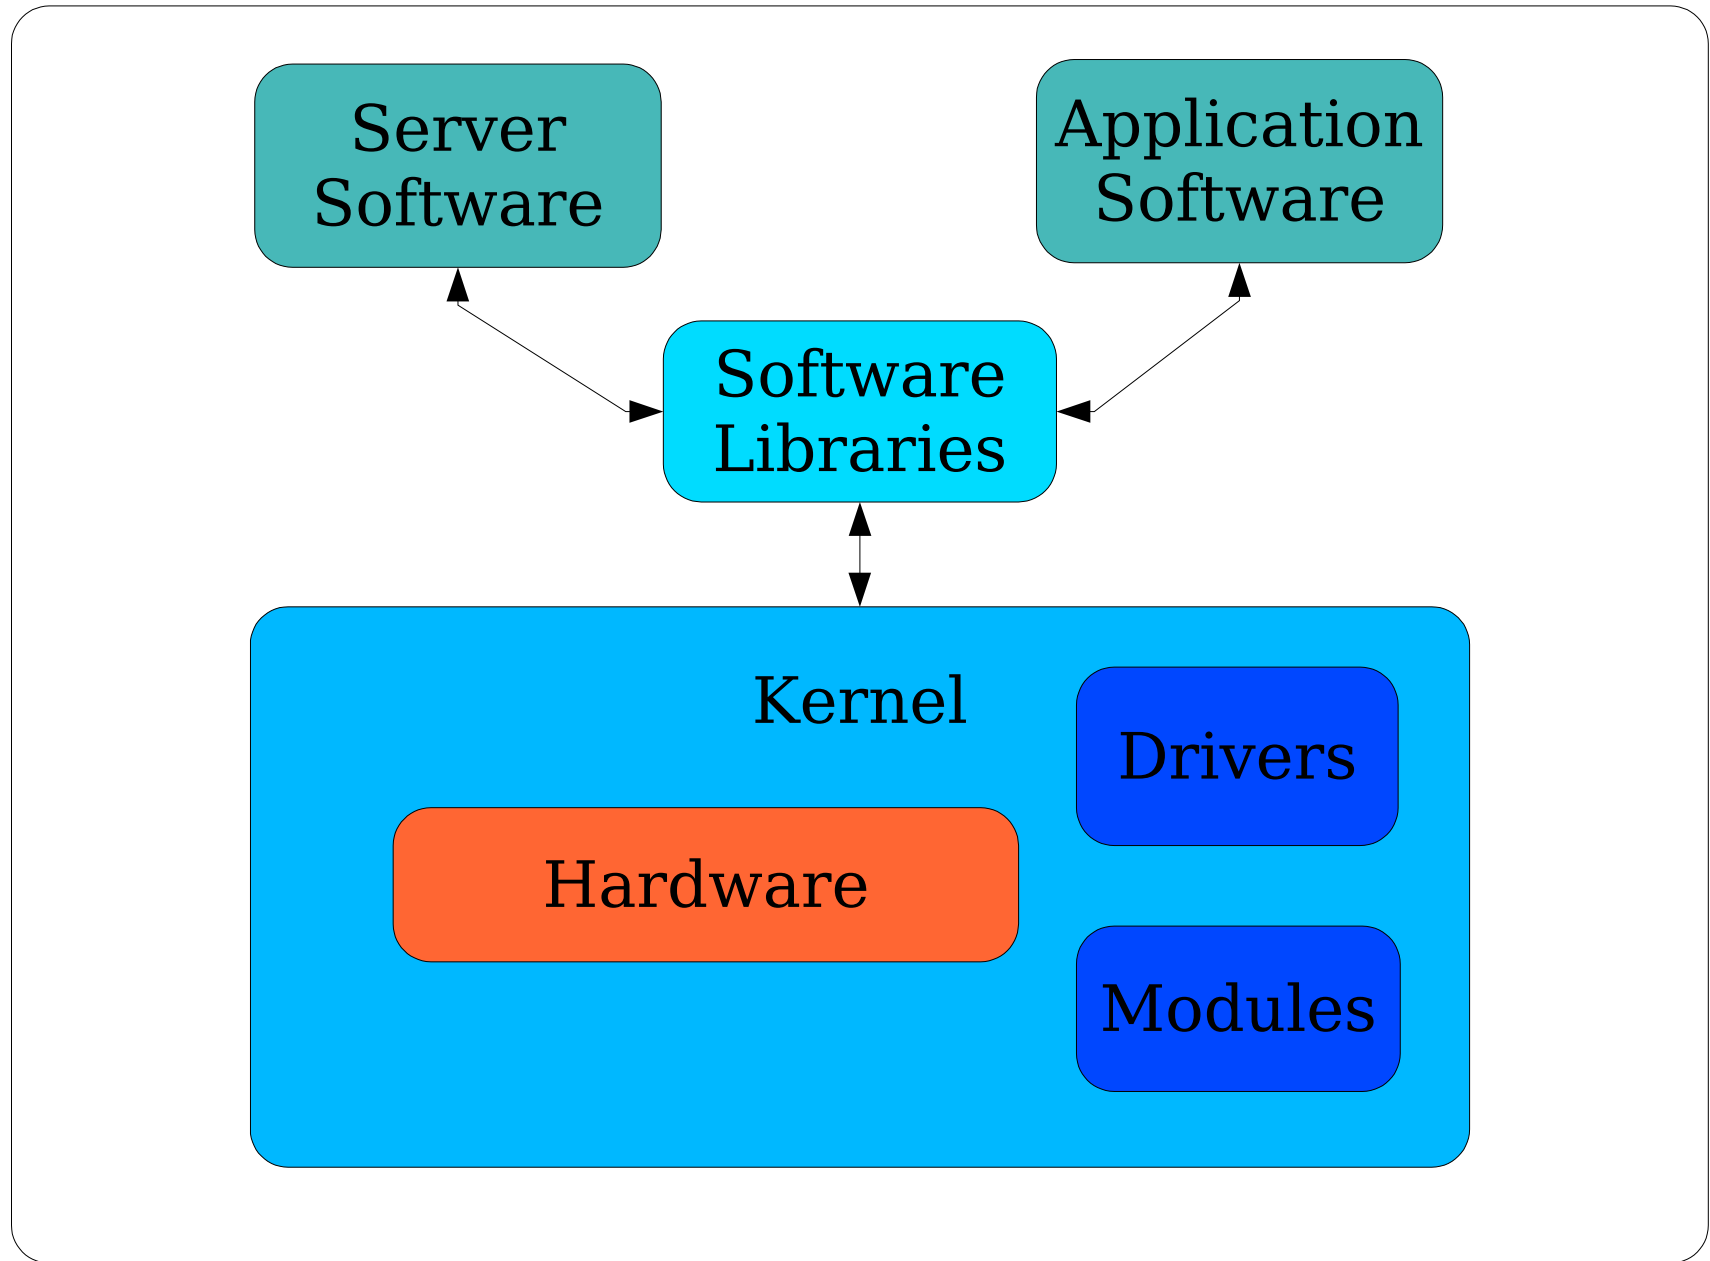 Server
Software
Application
Software
Software
Libraries
Kernel
Drivers
Hardware
Modules